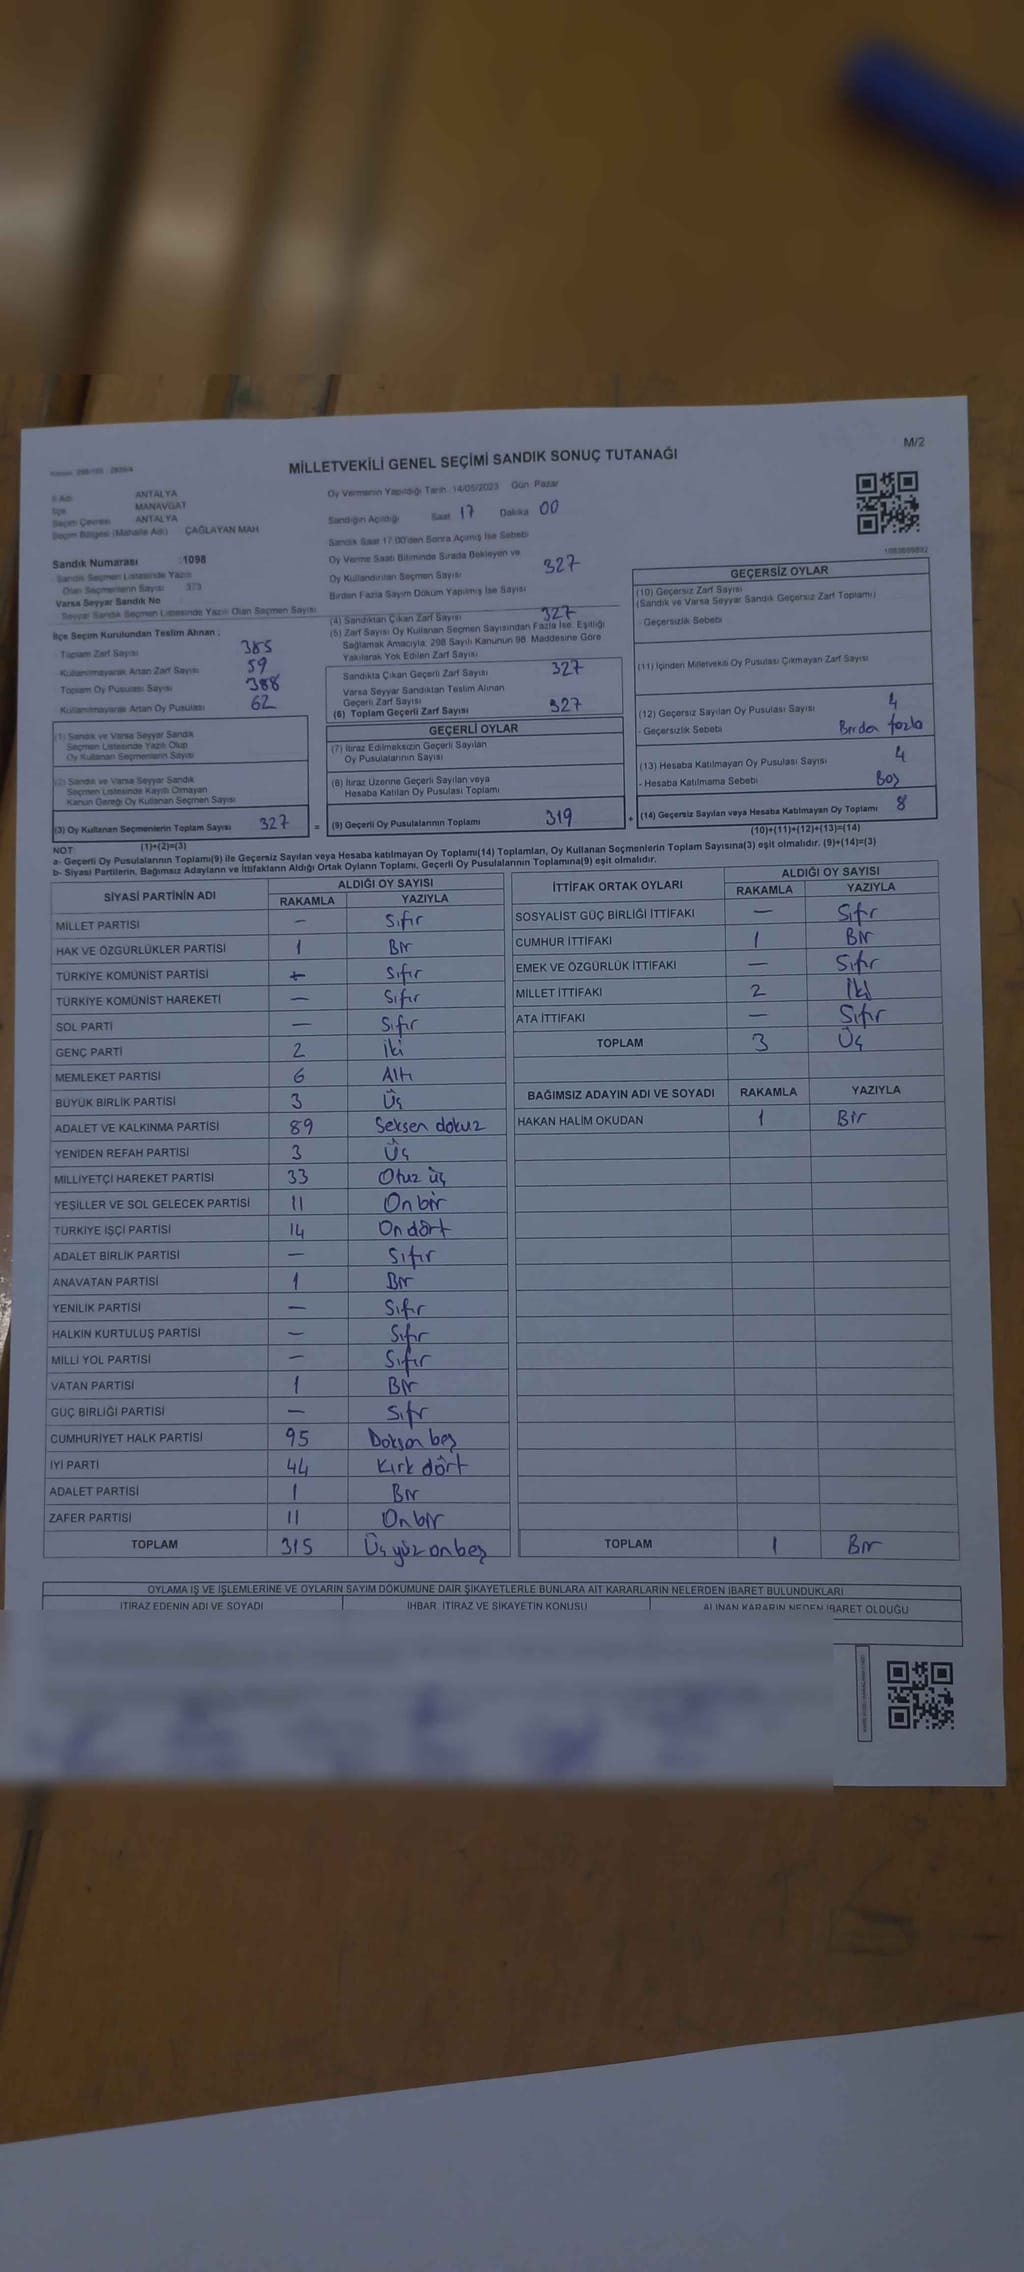 M/2
MİLLETVEKİLİ GENEL SEÇİMİ SANDIK SONUÇ TUTANAĞI
İl Adı ANTALYA
İlçe MANAVGAT
Seçim Çevresi ANTALYA
Seçim Bölgesi (Mahalle Adı) : ÇAĞLAYAN MAH
Sandık Numarası :1098
Sandık Seçmen Listesinde Yazılı
Olan Seçmenlerin Sayısı 373
Varsa Seyyar Sandık No
Seyyar Sandık Seçmen Listesinde Yazılı Olan Seçmen Sayısı
İlçe Seçim Kurulundan Teslim Alınan ;
- Toplam Zarf Sayısı 385
- Kullanılmayarak Artan Zarf Sayısı 59
- Toplam Oy Pusulası Sayısı 388
- Kullanılmayarak Artan Oy Pusulası 62
(1) Sandık ve Varsa Seyyar Sandık
Seçmen Listesinde Yazılı Olup
Oy Kullanan Seçmenlerin Sayısı
(2) Sandık ve Varsa Seyyar Sandık
Seçmen Listesinde Kayıtlı Olmayan
Kanun Gereği Oy Kullanan Seçmen Sayısı
(3) Oy Kullanan Seçmenlerin Toplam Sayısı 327
(1)+(2)=(3)
Oy Vermenin Yapıldığı Tarih :14/05/2023 Gün Pazar
Sandığın Açıldığı Saat 17 Dakika 00
Sandık Saat 17:00'den Sonra Açılmış İse Sebebi
Oy Verme Saati Bitiminde Sırada Bekleyen ve
Oy Kullandırılan Seçmen Sayısı 327
Birden Fazla Sayım Döküm Yapılmış İse Sayısı
(4) Sandıktan Çıkan Zarf Sayısı 327
(5) Zarf Sayısı Oy Kullanan Seçmen Sayısından Fazla İse, Eşitliği
Sağlamak Amacıyla, 298 Sayılı Kanunun 98. Maddesine Göre
Yakılarak Yok Edilen Zarf Sayısı
Sandıkta Çıkan Geçerli Zarf Sayısı 327
Varsa Seyyar Sandıktan Teslim Alınan
Geçerli Zarf Sayısı
(6) Toplam Geçerli Zarf Sayısı 327
GEÇERLİ OYLAR
(7) İtiraz Edilmeksizin Geçerli Sayılan
Oy Pusulalarının Sayısı
(8) İtiraz Üzerine Geçerli Sayılan veya
Hesaba Katılan Oy Pusulası Toplamı
= (9) Geçerli Oy Pusulalarının Toplamı 319
GEÇERSİZ OYLAR
(10) Geçersiz Zarf Sayısı
(Sandık ve Varsa Seyyar Sandık Geçersiz Zarf Toplamı)
- Geçersizlik Sebebi
(11) İçinden Milletvekili Oy Pusulası Çıkmayan Zarf Sayısı
(12) Geçersiz Sayılan Oy Pusulası Sayısı 4
- Geçersizlik Sebebi Birden fazla
(13) Hesaba Katılmayan Oy Pusulası Sayısı 4
- Hesaba Katılmama Sebebi Boş
+ (14) Geçersiz Sayılan veya Hesaba Katılmayan Oy Toplamı 8
(10)+(11)+(12)+(13)=(14)
NOT:
a- Geçerli Oy Pusulalarının Toplamı(9) ile Geçersiz Sayılan veya Hesaba katılmayan Oy Toplamı(14) Toplamları, Oy Kullanan Seçmenlerin Toplam Sayısına(3) eşit olmalıdır. (9)+(14)=(3)
b- Siyasi Partilerin, Bağımsız Adayların ve İttifakların Aldığı Ortak Oyların Toplamı, Geçerli Oy Pusulalarının Toplamına(9) eşit olmalıdır.
SİYASİ PARTİNİN ADI ALDIĞI OY SAYISI
RAKAMLA YAZIYLA
MİLLET PARTİSİ — Sıfır
HAK VE ÖZGÜRLÜKLER PARTİSİ 1 Bir
TÜRKİYE KOMÜNİST PARTİSİ — Sıfır
TÜRKİYE KOMÜNİST HAREKETİ — Sıfır
SOL PARTİ — Sıfır
GENÇ PARTİ 2 İki
MEMLEKET PARTİSİ 6 Altı
BÜYÜK BİRLİK PARTİSİ 3 Üç
ADALET VE KALKINMA PARTİSİ 89 Seksen dokuz
YENİDEN REFAH PARTİSİ 3 Üç
MİLLİYETÇİ HAREKET PARTİSİ 33 Otuz üç
YEŞİLLER VE SOL GELECEK PARTİSİ 11 On bir
TÜRKİYE İŞÇİ PARTİSİ 14 On dört
ADALET BİRLİK PARTİSİ — Sıfır
ANAVATAN PARTİSİ 1 Bir
YENİLİK PARTİSİ — Sıfır
HALKIN KURTULUŞ PARTİSİ — Sıfır
MİLLİ YOL PARTİSİ — Sıfır
VATAN PARTİSİ 1 Bir
GÜÇ BİRLİĞİ PARTİSİ — Sıfır
CUMHURİYET HALK PARTİSİ 95 Doksan beş
İYİ PARTİ 44 Kırk dört
ADALET PARTİSİ 1 Bir
ZAFER PARTİSİ 11 On bir
TOPLAM 315 Üç yüz on beş
İTTİFAK ORTAK OYLARI ALDIĞI OY SAYISI
RAKAMLA YAZIYLA
SOSYALİST GÜÇ BİRLİĞİ İTTİFAKI — Sıfır
CUMHUR İTTİFAKI 1 Bir
EMEK VE ÖZGÜRLÜK İTTİFAKI — Sıfır
MİLLET İTTİFAKI 2 İki
ATA İTTİFAKI — Sıfır
TOPLAM 3 Üç
BAĞIMSIZ ADAYIN ADI VE SOYADI RAKAMLA YAZIYLA
HAKAN HALİM OKUDAN 1 Bir
TOPLAM 1 Bir
OYLAMA İŞ VE İŞLEMLERİNE VE OYLARIN SAYIM DÖKÜMÜNE DAİR ŞİKAYETLERLE BUNLARA AİT KARARLARIN NELERDEN İBARET BULUNDUKLARI
İTİRAZ EDENİN ADI VE SOYADI İHBAR, İTİRAZ VE ŞİKAYETİN KONUSU ALINAN KARARIN NEDEN İBARET OLDUĞU